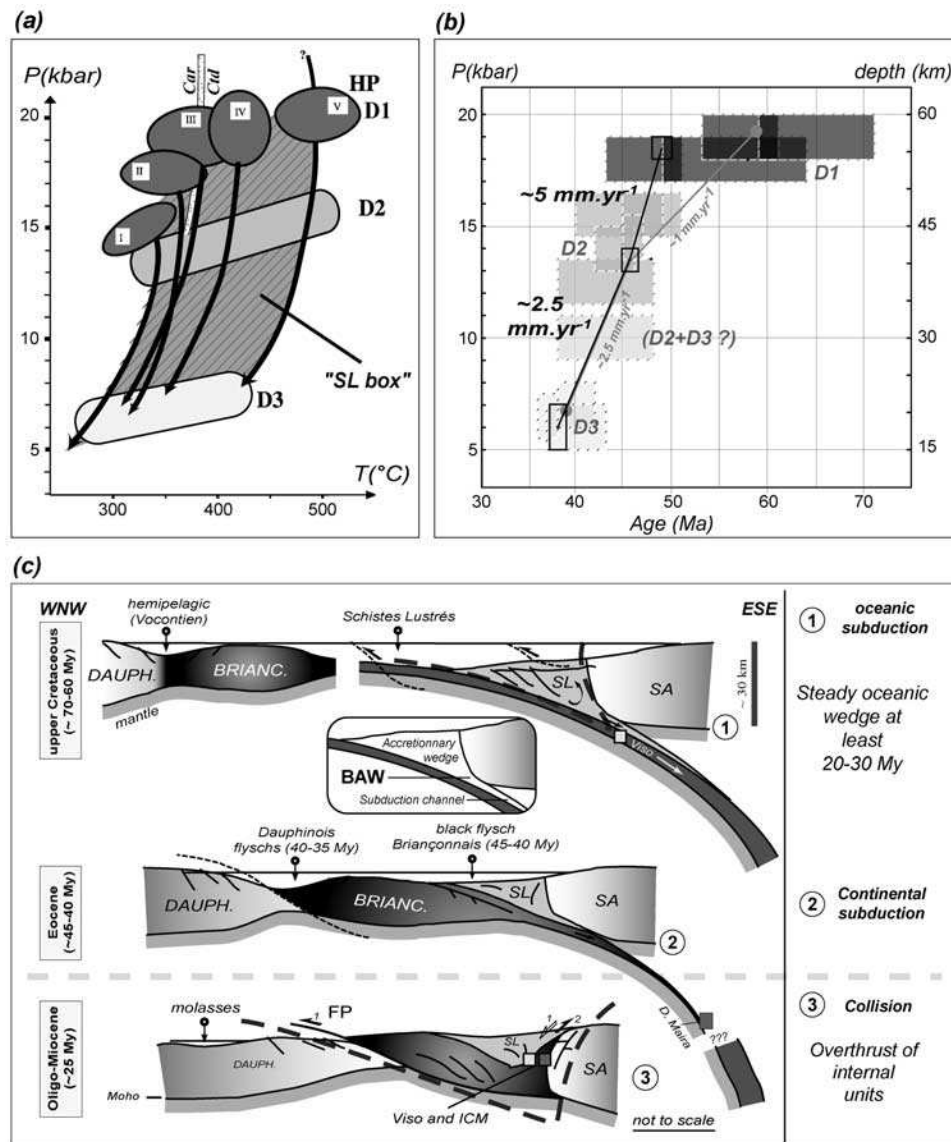 (a)
P(kbar)
20
15
10
5
300
400
500
T(°C)
Car
Ctd
?
HP
D1
I
II
III
IV
V
D2
"SL box"
D3
(b)
P(kbar)
depth (km)
20
15
10
5
60
45
30
15
30
40
50
60
70
Age (Ma)
D1
~5 mm.yr-1
~1 mm.yr-1
D2
~2.5
mm.yr-1
~2.5 mm.yr-1
(D2+D3 ?)
D3
(c)
WNW
ESE
upper Cretaceous
(~ 70-60 My)
hemipelagic
(Vocontien)
Schistes Lustrés
DAUPH.
BRIANC.
mantle
SL
SA
Viso
~ 30 km
1
1
oceanic
subduction
Steady oceanic
wedge at
least
20-30 My
Accretionnary
wedge
BAW
Subduction channel
Eocene
(~45-40 My)
Dauphinois
flyschs (40-35 My)
black flysch
Briançonnais (45-40 My)
DAUPH.
BRIANC.
SL
SA
2
2
Continental
subduction
D. Maira
???
Oligo-Miocene
(~25 My)
molasses
1
FP
DAUPH.
SL
1
2
SA
Moho
Viso and ICM
3
not to scale
3
Collision
Overthrust of
internal
units